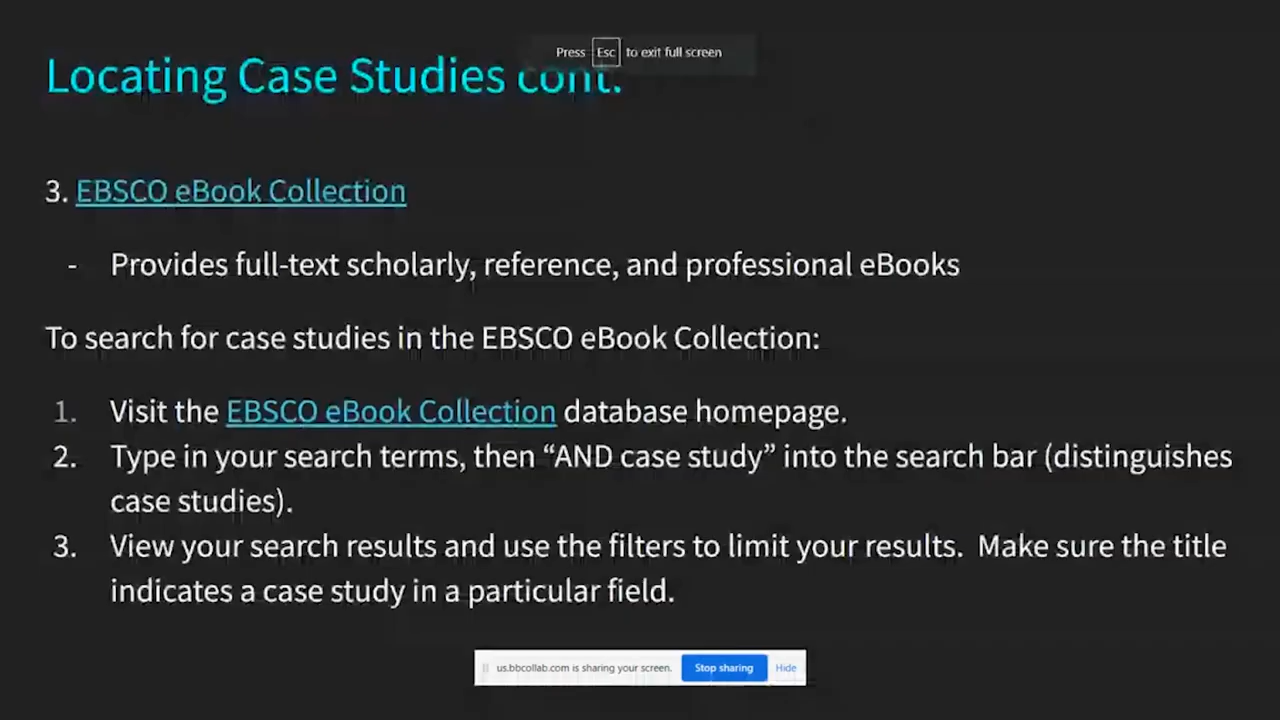 Press Esc to exit full screen
Locating Case Studies cont.
3. EBSCO eBook Collection
- Provides full-text scholarly, reference, and professional eBooks
To search for case studies in the EBSCO eBook Collection:
1. Visit the EBSCO eBook Collection database homepage.
2. Type in your search terms, then “AND case study” into the search bar (distinguishes
case studies).
3. View your search results and use the filters to limit your results. Make sure the title
indicates a case study in a particular field.
us.bbcollab.com is sharing your screen. Stop sharing Hide